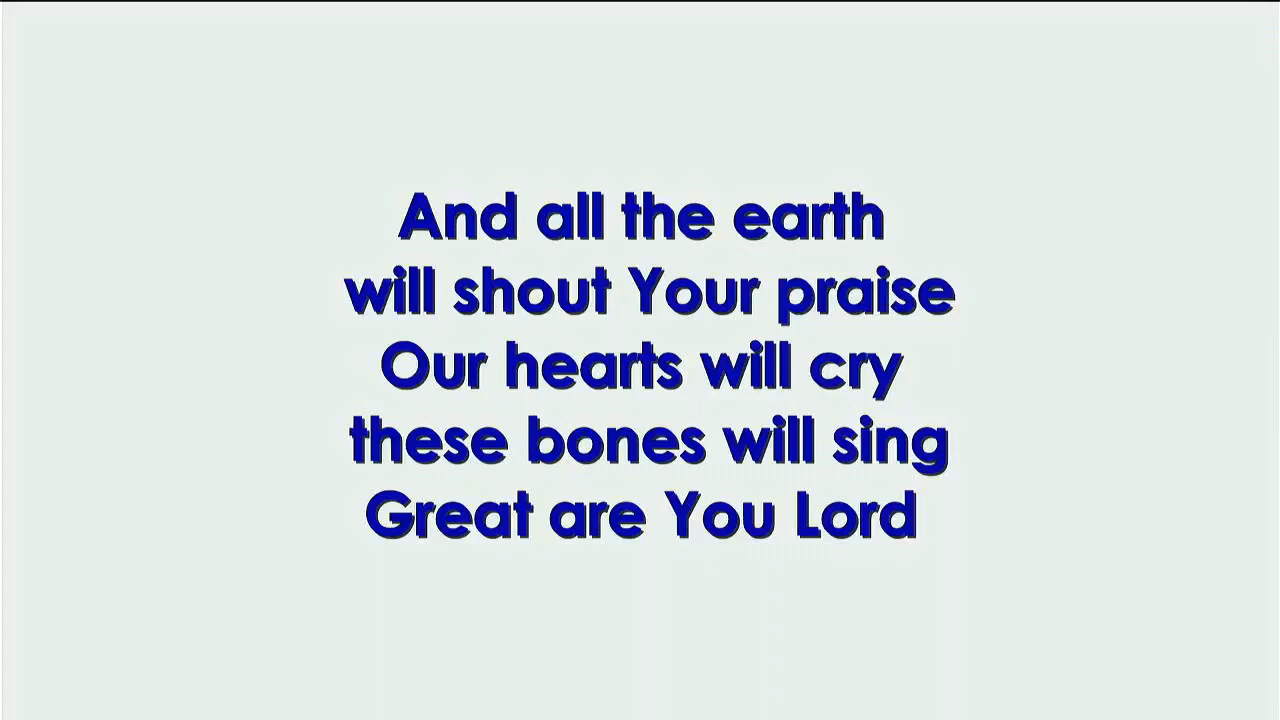 And all the earth
will shout Your praise
Our hearts will cry
these bones will sing
Great are You Lord